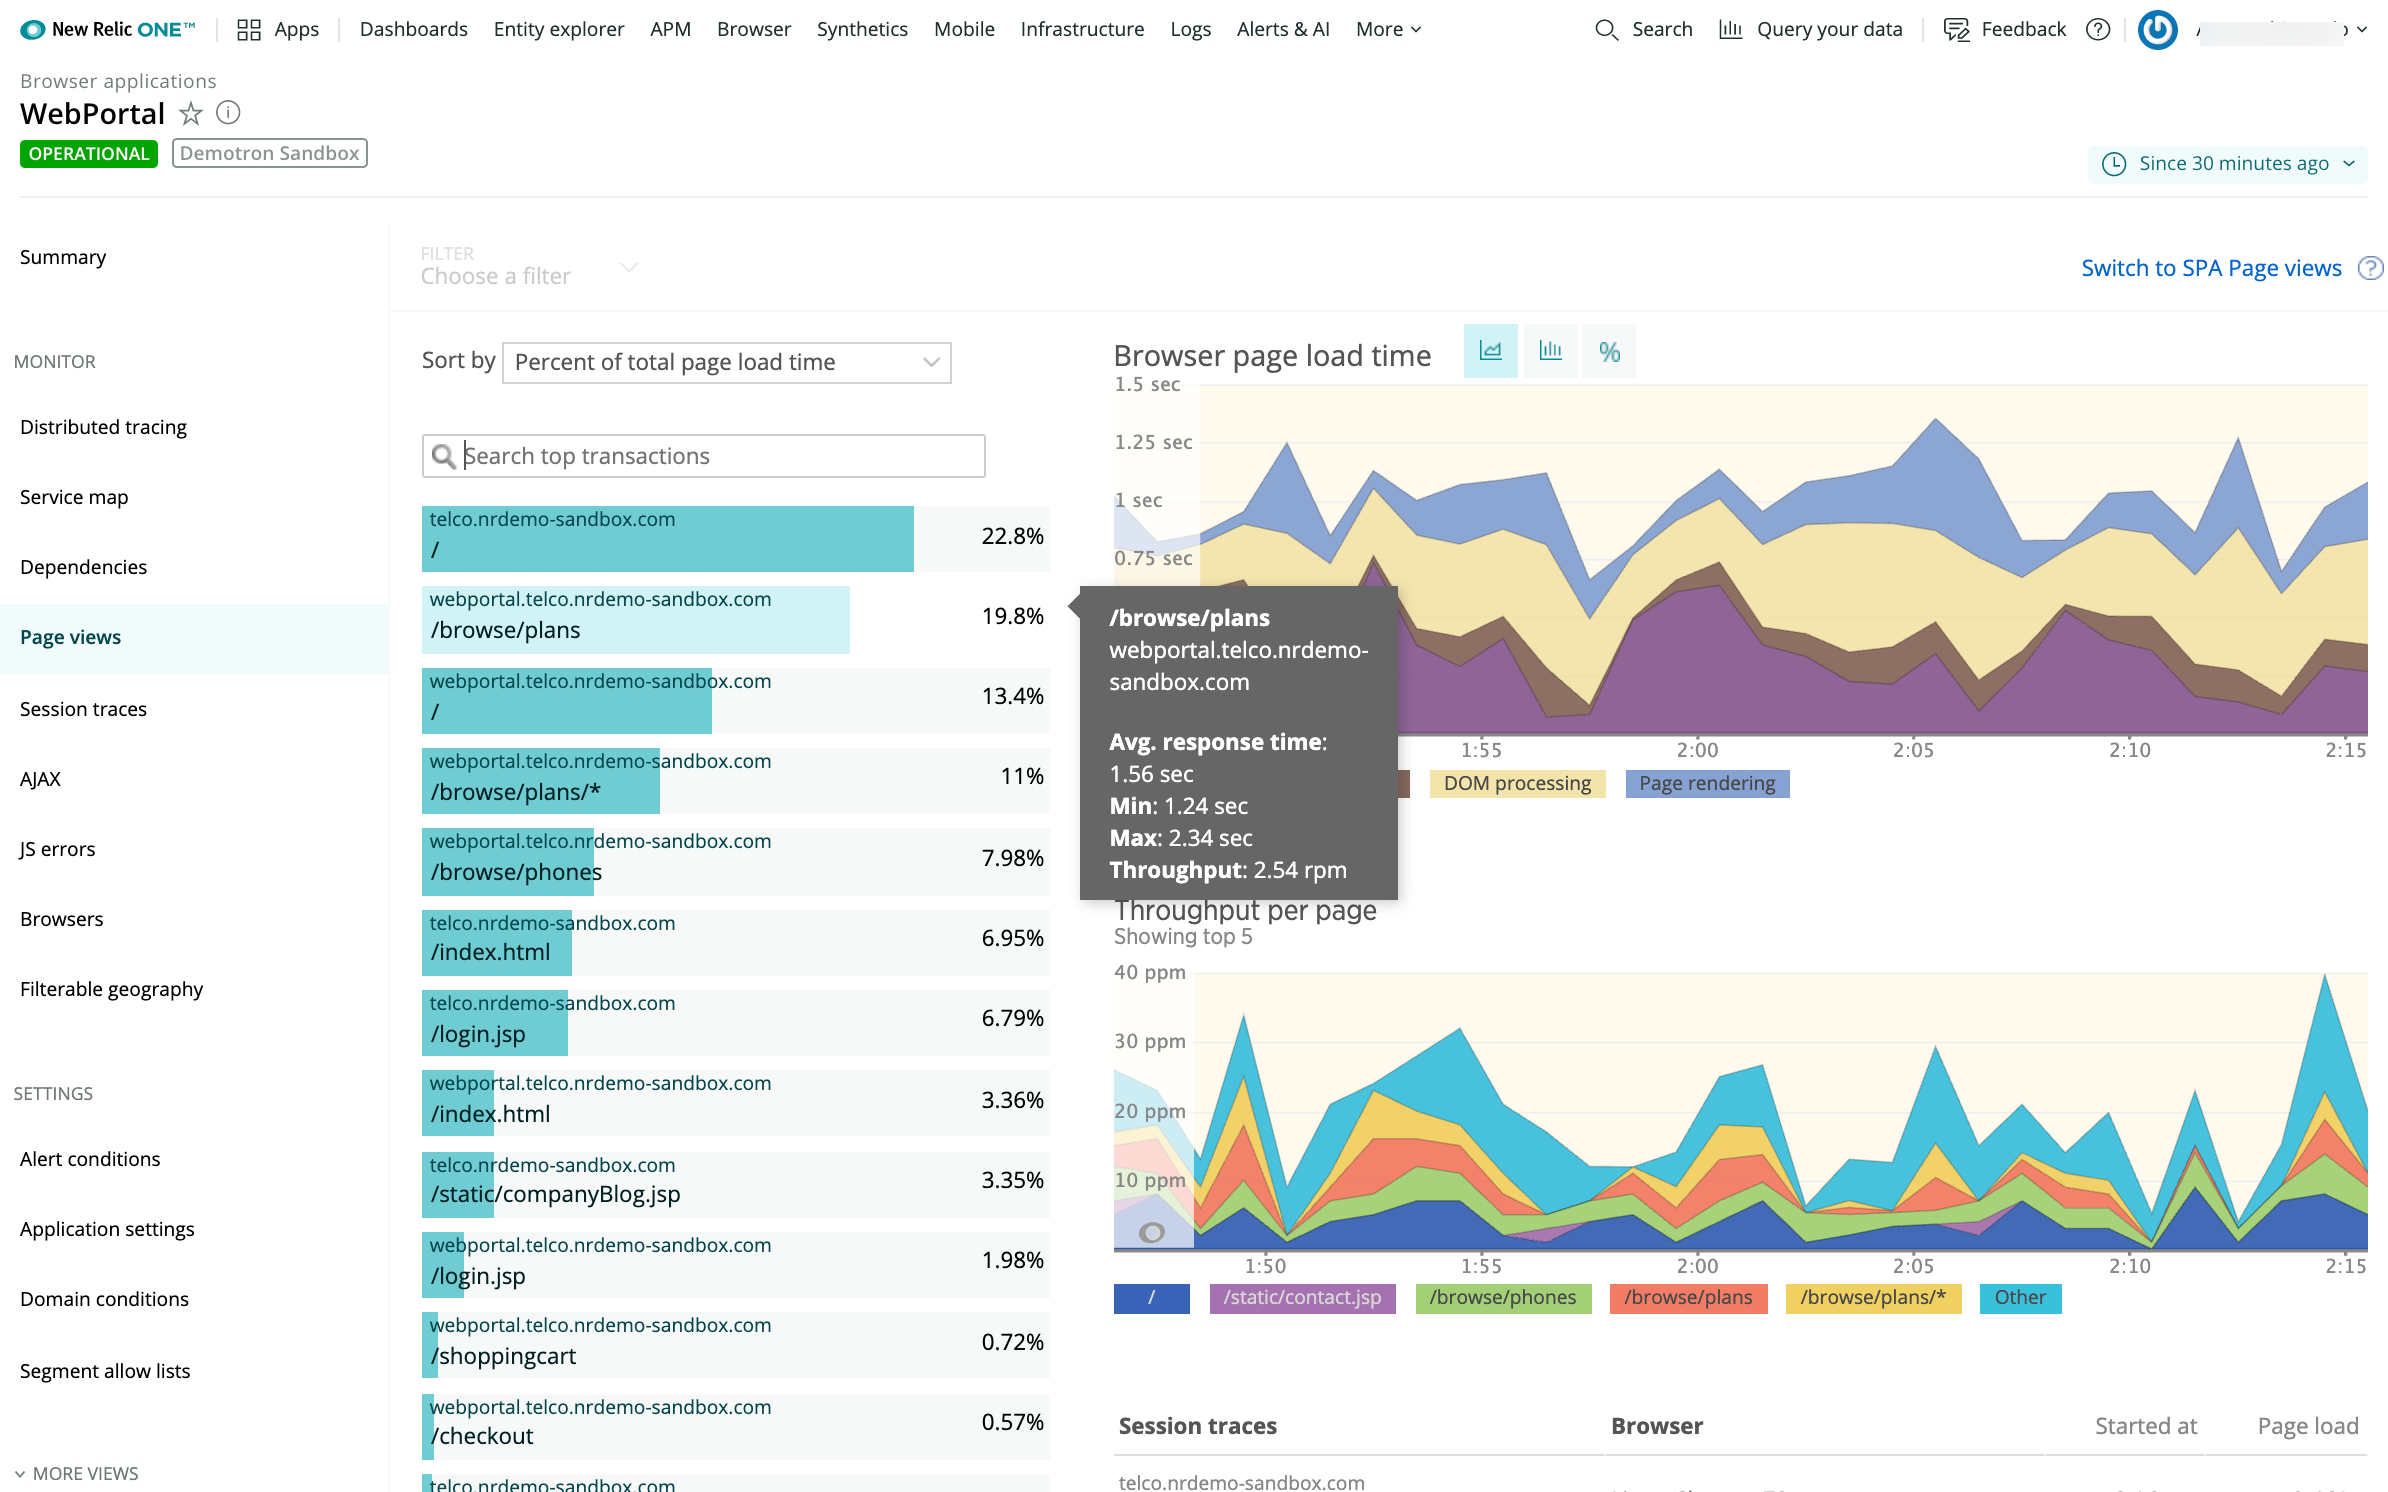 New Relic ONE™
Apps
Dashboards
Entity explorer
APM
Browser
Synthetics
Mobile
Infrastructure
Logs
Alerts & AI
More
Search
Query your data
Feedback
?
Browser applications
WebPortal
OPERATIONAL
Demotron Sandbox
Since 30 minutes ago
Summary
MONITOR
Distributed tracing
Service map
Dependencies
Page views
Session traces
AJAX
JS errors
Browsers
Filterable geography
SETTINGS
Alert conditions
Application settings
Domain conditions
Segment allow lists
MORE VIEWS
FILTER
Choose a filter
Switch to SPA Page views
?
Sort by
Percent of total page load time
Search top transactions
telco.nrdemo-sandbox.com
/
22.8%
webportal.telco.nrdemo-sandbox.com
/browse/plans
19.8%
webportal.telco.nrdemo-sandbox.com
/
13.4%
webportal.telco.nrdemo-sandbox.com
/browse/plans/*
11%
webportal.telco.nrdemo-sandbox.com
/browse/phones
7.98%
telco.nrdemo-sandbox.com
/index.html
6.95%
telco.nrdemo-sandbox.com
/login.jsp
6.79%
webportal.telco.nrdemo-sandbox.com
/index.html
3.36%
telco.nrdemo-sandbox.com
/static/companyBlog.jsp
3.35%
webportal.telco.nrdemo-sandbox.com
/login.jsp
1.98%
webportal.telco.nrdemo-sandbox.com
/shoppingcart
0.72%
webportal.telco.nrdemo-sandbox.com
/checkout
0.57%
telco.nrdemo-sandbox.com
Browser page load time
%
1.5 sec
1.25 sec
1 sec
0.75 sec
1:55
2:00
2:05
2:10
2:15
DOM processing
Page rendering
/browse/plans
webportal.telco.nrdemo-
sandbox.com
Avg. response time:
1.56 sec
Min: 1.24 sec
Max: 2.34 sec
Throughput: 2.54 rpm
Throughput per page
Showing top 5
40 ppm
30 ppm
20 ppm
10 ppm
1:50
1:55
2:00
2:05
2:10
2:15
/
/static/contact.jsp
/browse/phones
/browse/plans
/browse/plans/*
Other
Session traces
Browser
Started at
Page load
telco.nrdemo-sandbox.com